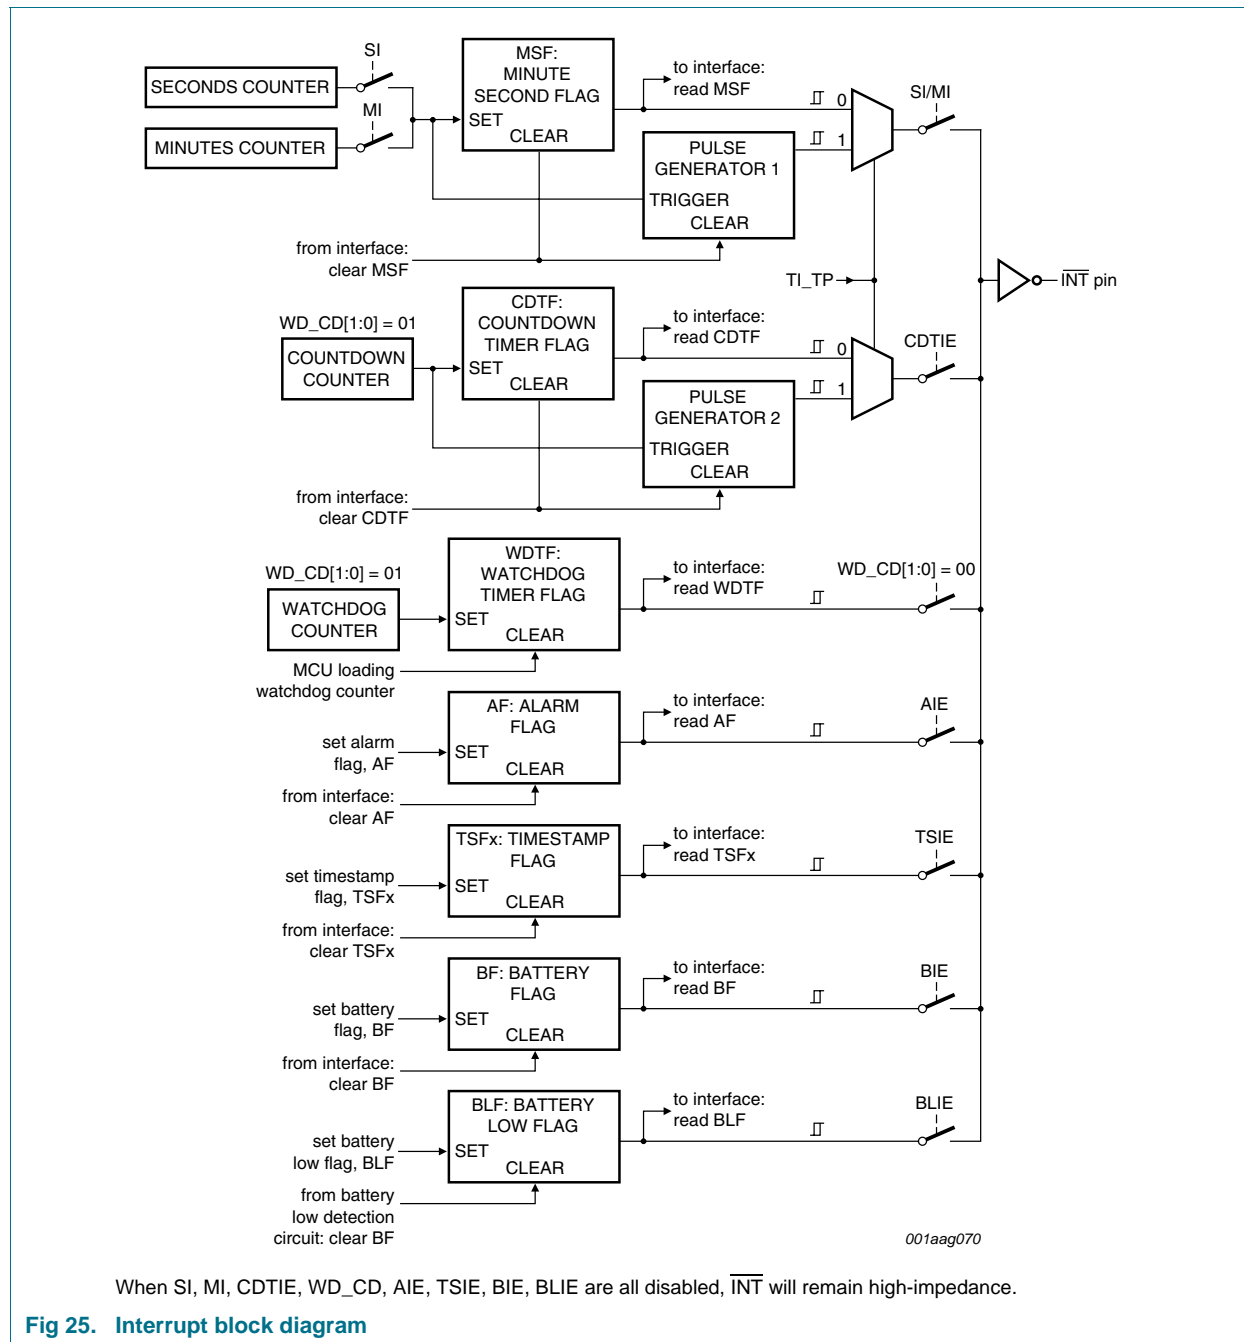 SI
SECONDS COUNTER
MI
MINUTES COUNTER
MSF:
MINUTE
SECOND FLAG
SET
CLEAR
to interface:
read MSF
0
1
SI/MI
PULSE
GENERATOR 1
TRIGGER
CLEAR
from interface:
clear MSF
TI_TP
INT pin
WD_CD[1:0] = 01
COUNTDOWN
COUNTER
CDTF:
COUNTDOWN
TIMER FLAG
SET
CLEAR
to interface:
read CDTF
0
1
CDTIE
PULSE
GENERATOR 2
TRIGGER
CLEAR
from interface:
clear CDTF
WD_CD[1:0] = 01
WATCHDOG
COUNTER
WDTF:
WATCHDOG
TIMER FLAG
SET
CLEAR
to interface:
read WDTF
WD_CD[1:0] = 00
MCU loading
watchdog counter
AF: ALARM
FLAG
SET
CLEAR
to interface:
read AF
AIE
set alarm
flag, AF
from interface:
clear AF
TSFx: TIMESTAMP
FLAG
SET
CLEAR
to interface:
read TSFx
TSIE
set timestamp
flag, TSFx
from interface:
clear TSFx
BF: BATTERY
FLAG
SET
CLEAR
to interface:
read BF
BIE
set battery
flag, BF
from interface:
clear BF
BLF: BATTERY
LOW FLAG
SET
CLEAR
to interface:
read BLF
BLIE
set battery
low flag, BLF
from battery
low detection
circuit: clear BF
001aag070
When SI, MI, CDTIE, WD_CD, AIE, TSIE, BIE, BLIE are all disabled, INT will remain high-impedance.
Fig 25. Interrupt block diagram